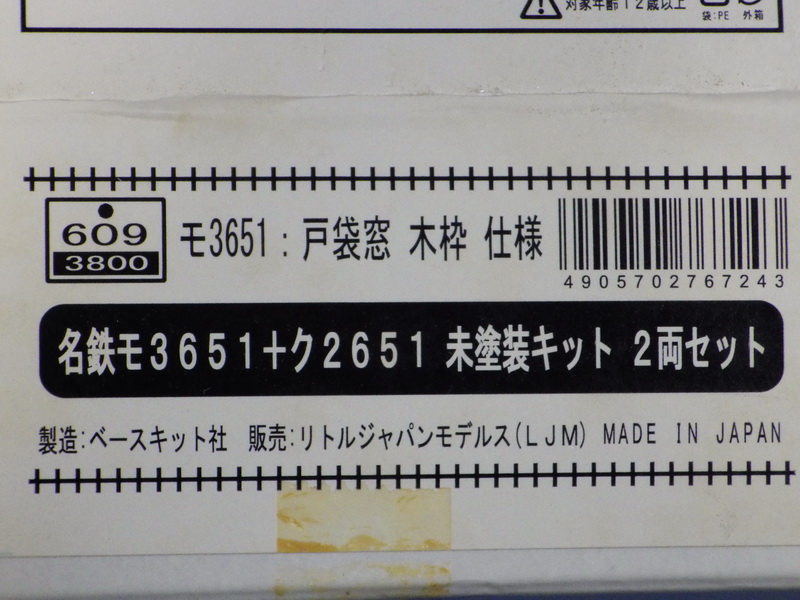 対象年齢12歳以上
袋:PE 外箱
609
3800
モ3651:戸袋窓 木枠 仕様
4905702767243
名鉄モ3651+ク2651 未塗装キット 2両セット
製造:ベースキット社 販売:リトルジャパンモデルス(LJM) MADE IN JAPAN